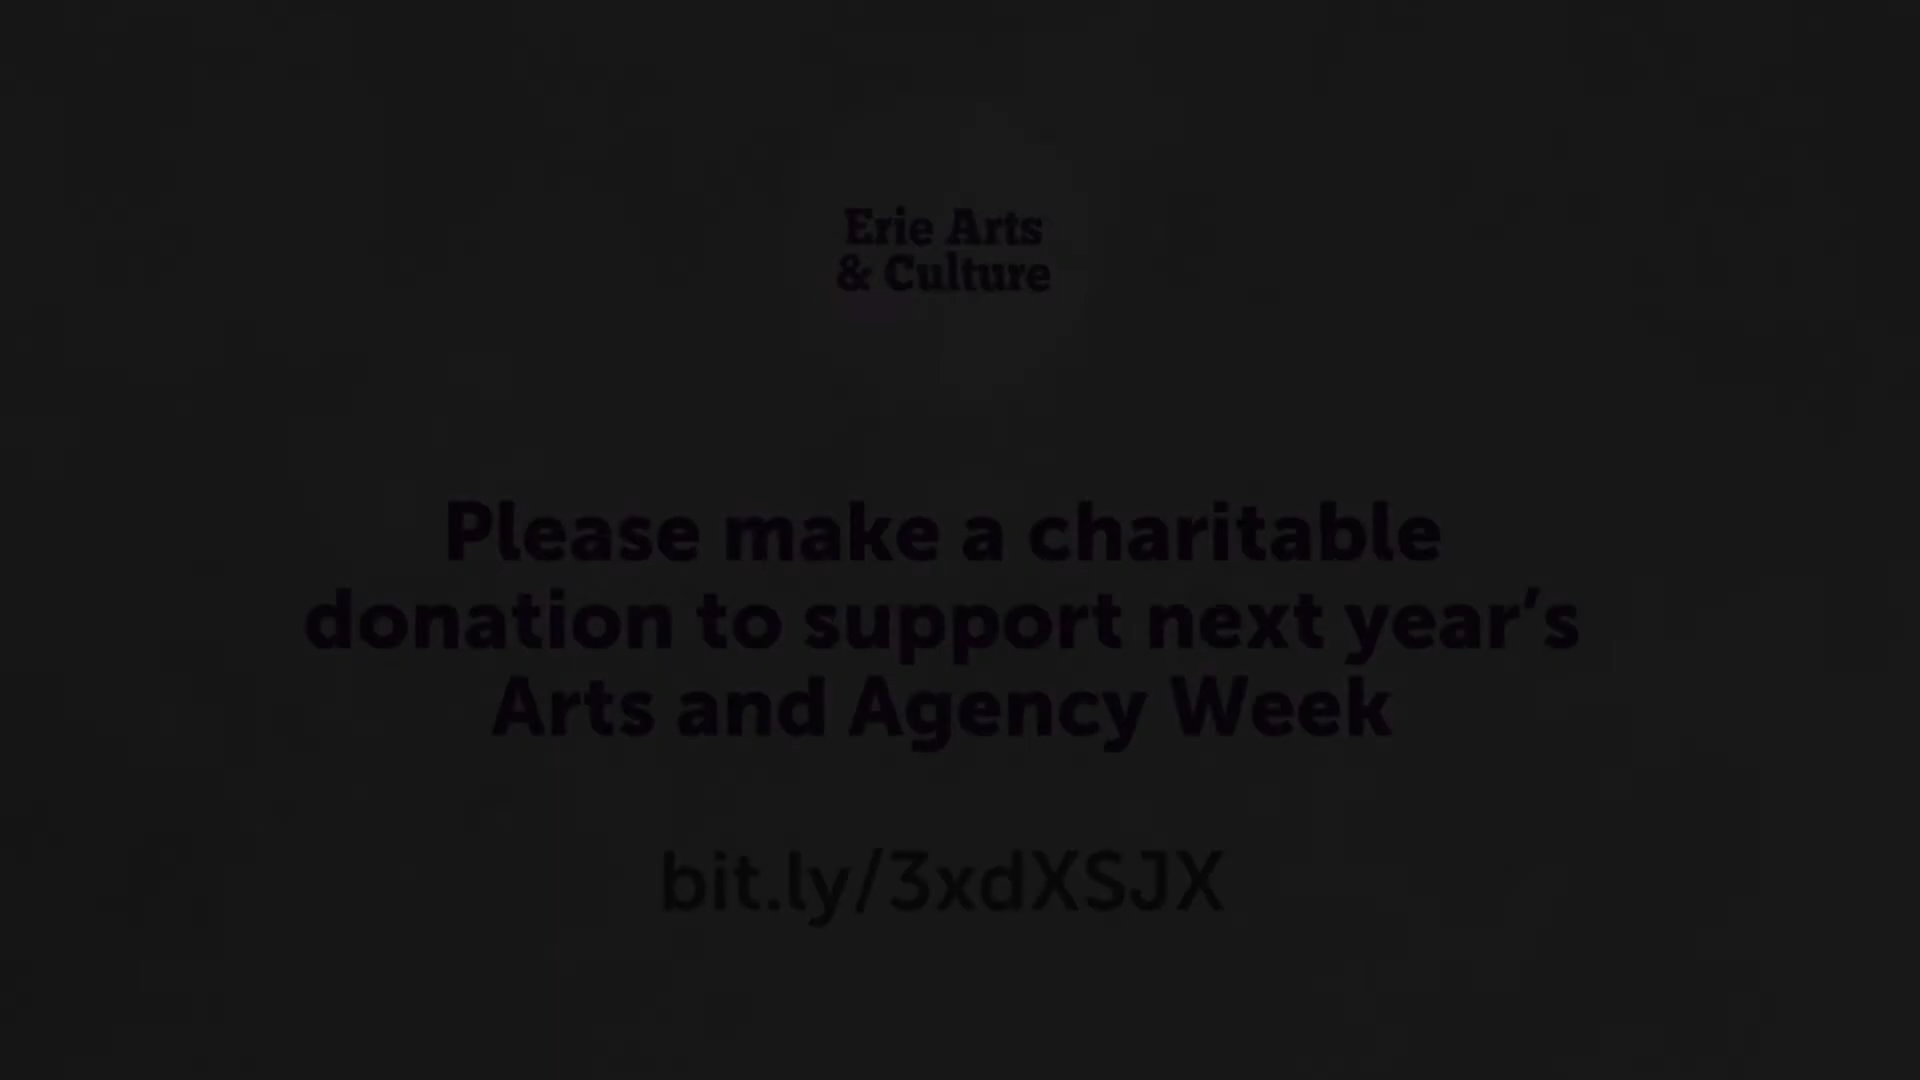 Erie Arts
& Culture
Please make a charitable
donation to support next year’s
Arts and Agency Week
bit.ly/3xdXSJX